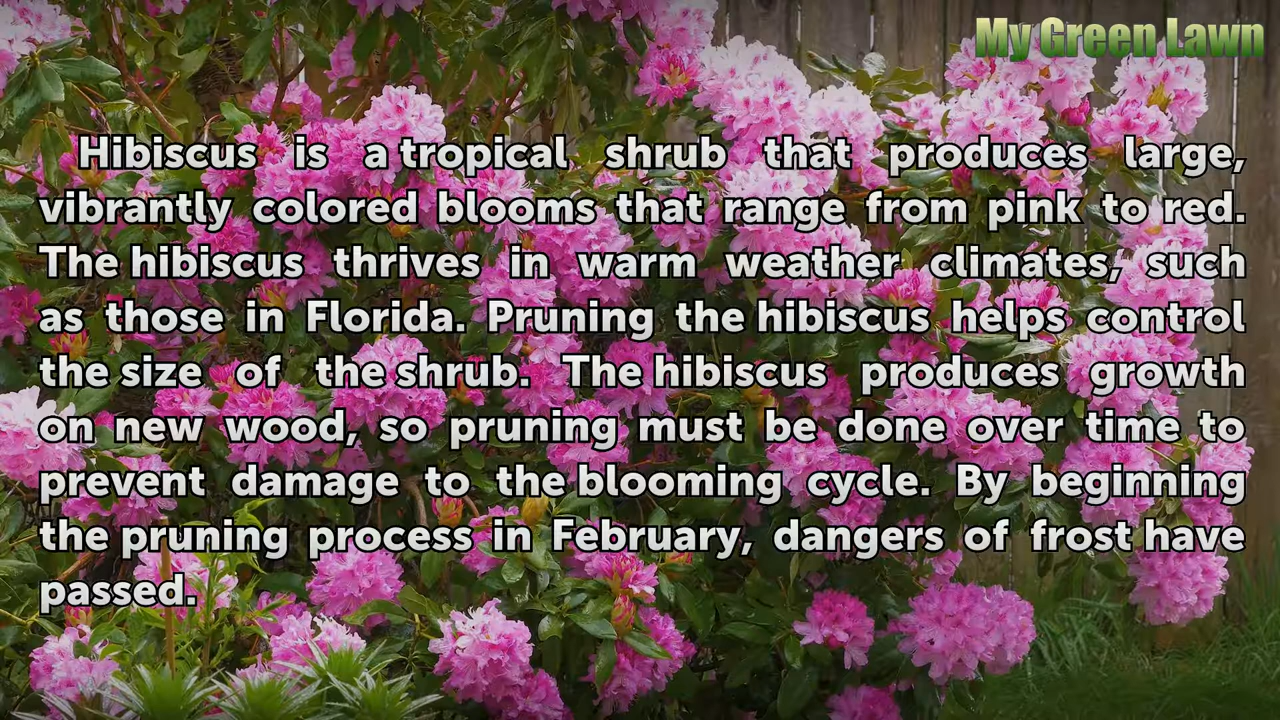 My Green Lawn
Hibiscus is a tropical shrub that produces large,
vibrantly colored blooms that range from pink to red.
The hibiscus thrives in warm weather climates, such
as those in Florida. Pruning the hibiscus helps control
the size of the shrub. The hibiscus produces growth
on new wood, so pruning must be done over time to
prevent damage to the blooming cycle. By beginning
the pruning process in February, dangers of frost have
passed.